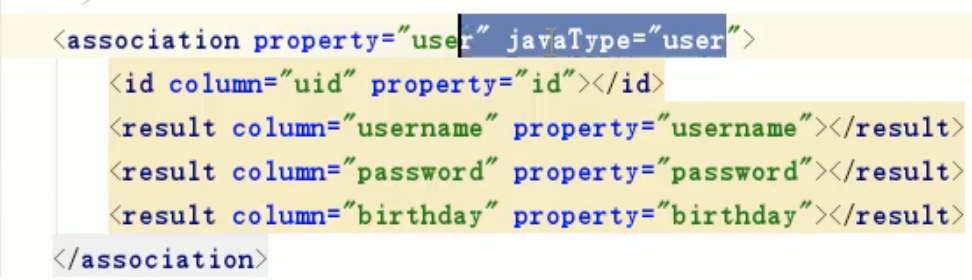 <association property="user" javaType="user">
<id column="uid" property="id"></id>
<result column="username" property="username"></result>
<result column="password" property="password"></result>
<result column="birthday" property="birthday"></result>
</association>